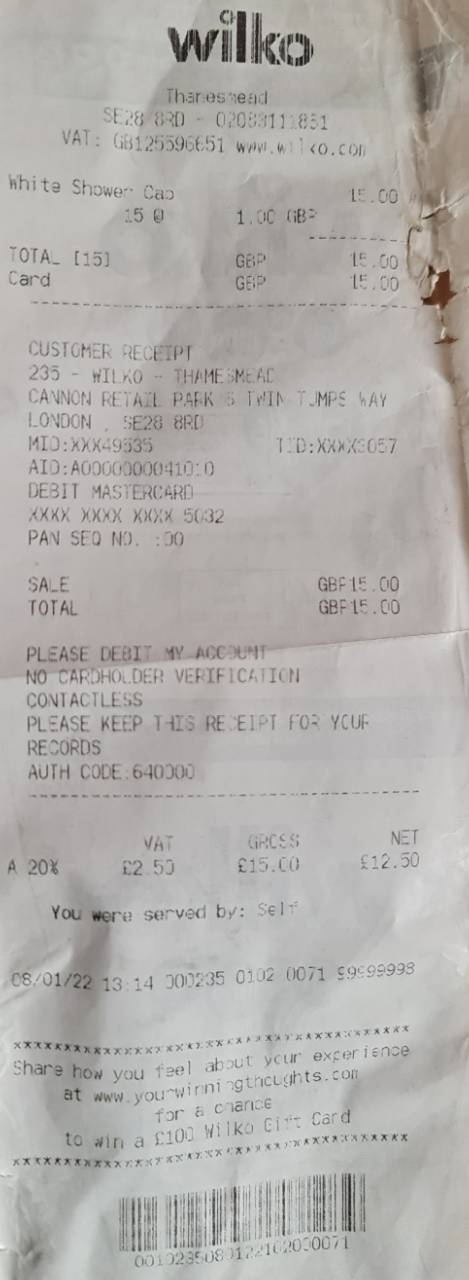 wilko
Thamesmead
SE28 8RD - 02083111851
VAT: GB125596651 www.wilko.com
White Shower Cap 15.00 A
15 @ 1.00 GBP
TOTAL [15] GBP 15.00
Card GBP 15.00
CUSTOMER RECEIPT
235 - WILKO - THAMESMEAD
CANNON RETAIL PARK 5 TWIN TUMPS WAY
LONDON , SE28 8RD
MID:XXX49535 TID:XXXX3057
AID:A0000000041010
DEBIT MASTERCARD
XXXX XXXX XXXX 5032
PAN SEQ NO. :00
SALE GBP15.00
TOTAL GBP15.00
PLEASE DEBIT MY ACCOUNT
NO CARDHOLDER VERIFICATION
CONTACTLESS
PLEASE KEEP THIS RECEIPT FOR YOUR
RECORDS
AUTH CODE:640000
VAT GROSS NET
A 20% £2.50 £15.00 £12.50
You were served by: Self
08/01/22 13:14 000235 0102 0071 99999998
xxxxxxxxxxxxxxxxxxxxxxxxxxxxxxxxxxxxxxxx
Share how you feel about your experience
at www.yourwinningthoughts.com
for a chance
to win a £100 Wilko Gift Card
xxxxxxxxxxxxxxxxxxxxxxxxxxxxxxxxxxxxxxxx